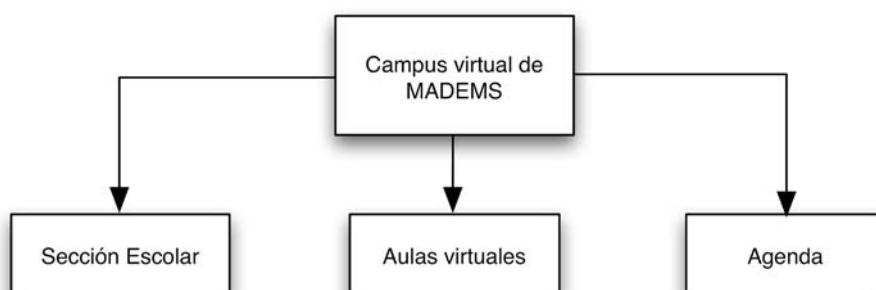 Campus virtual de
MADEMS
Sección Escolar
Aulas virtuales
Agenda